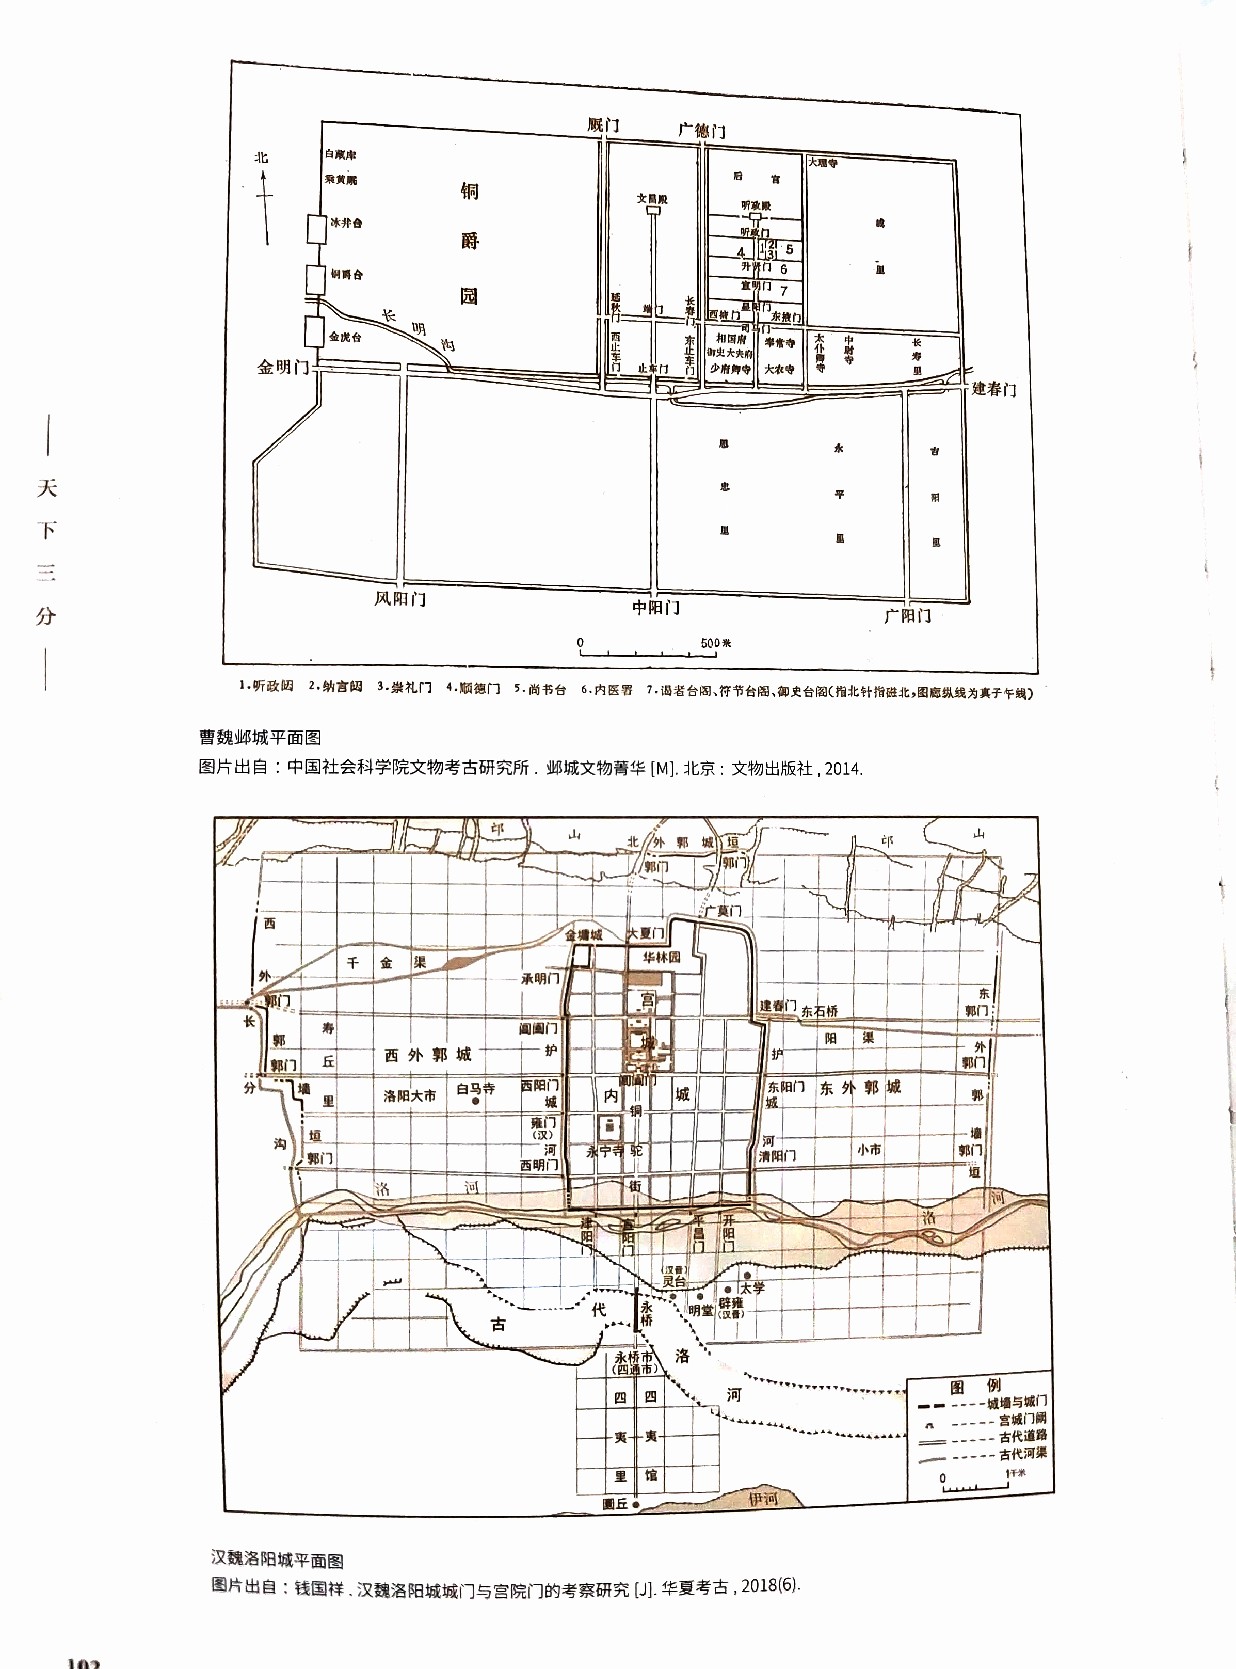 天下三分
北
厩门
广德门
白藏库
乘黄厩
冰井台
铜爵台
金虎台
铜爵园
长明沟
文昌殿
后宫
听政殿
听政门
1
2
3
4
5
升贤门 6
宣明门 7
显阳门
西掖门
东掖门
司马门
大理寺
戚里
延秋门
端门
长春门
西止车门
止车门
东止车门
相国府
御史大夫府
少府卿寺
奉常寺
大农寺
太仆卿寺
中尉寺
长寿里
金明门
建春门
思忠里
永平里
吉阳里
凤阳门
中阳门
广阳门
0 500米
1.听政闼 2.纳言闼 3.崇礼门 4.顺德门 5.尚书台 6.内医署 7.谒者台阁、符节台阁、御史台阁(指北针指磁北,图廊纵线为真子午线)
曹魏邺城平面图
图片出自：中国社会科学院文物考古研究所. 邺城文物菁华[M]. 北京: 文物出版社, 2014.
邙山
北外郭城垣
邙山
郭门
郭门
广莫门
金墉城
大夏门
华林园
千金渠
承明门
西外郭墙垣
郭门
长分沟
郭门
郭门
寿丘里
阊阖门
西外郭城
洛阳大市
白马寺
西阳门
雍门
(汉)
西明门
护城河
宫城
阊阖门
内城
铜驼街
永宁寺
建春门
东石桥
阳渠
护城河
东阳门
东外郭城
清阳门
小市
东外郭墙垣
郭门
郭门
郭门
洛河
洛河
津阳门
宣阳门
平昌门
开阳门
(汉晋)
灵台
明堂
辟雍
(汉晋)
太学
古代洛河
永桥
永桥市
(四通市)
四夷里
四夷馆
圜丘
伊河
图例
城墙与城门
宫城门阙
古代道路
古代河渠
0 1千米
汉魏洛阳城平面图
图片出自：钱国祥. 汉魏洛阳城城门与宫院门的考察研究[J]. 华夏考古, 2018(6).
102